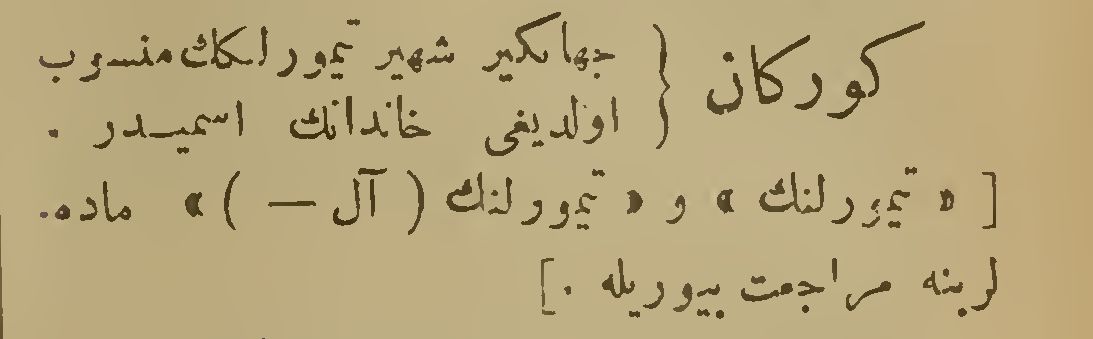 كوركان { جهانكير شهير تيمورلنكك منسوب
اولديغى خاندانك اسميدر .
[ « تيمورلنك » و « تيمورلنك ( آل — ) » ماده‌
لرينه مراجعت بيوريله .]